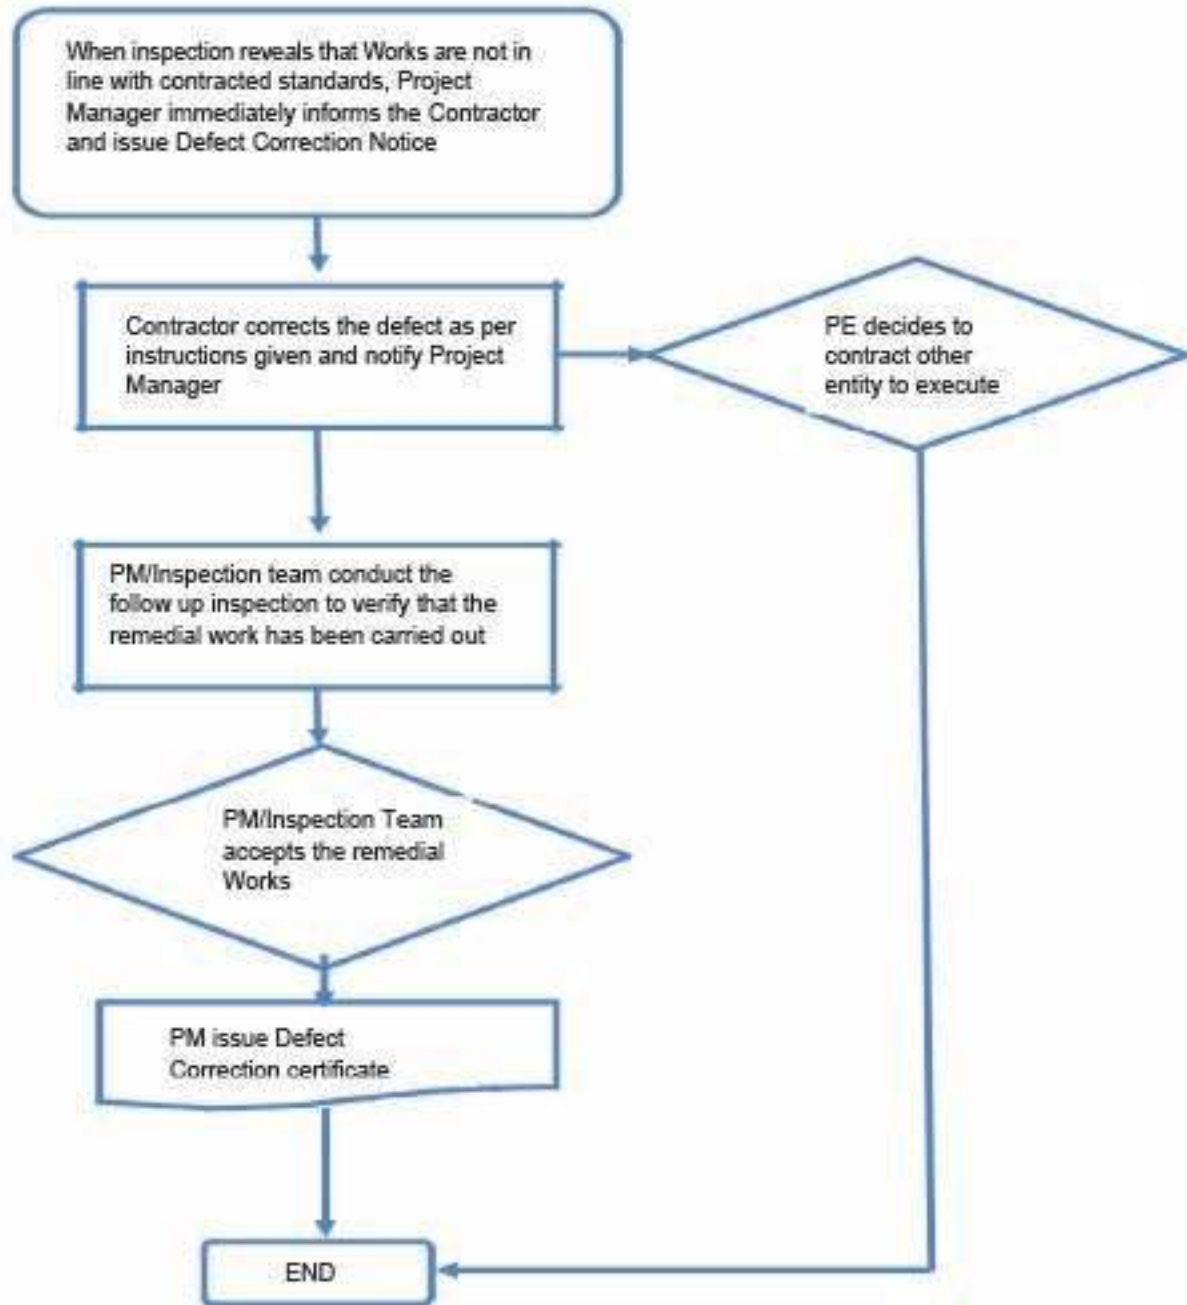 When inspection reveals that Works are not in
line with contracted standards, Project
Manager immediately informs the Contractor
and issue Defect Correction Notice
Contractor corrects the defect as per
instructions given and notify Project
Manager
PE decides to
contract other
entity to execute
PM/Inspection team conduct the
follow up inspection to verify that the
remedial work has been carried out
PM/Inspection Team
accepts the remedial
Works
PM issue Defect
Correction certificate
END